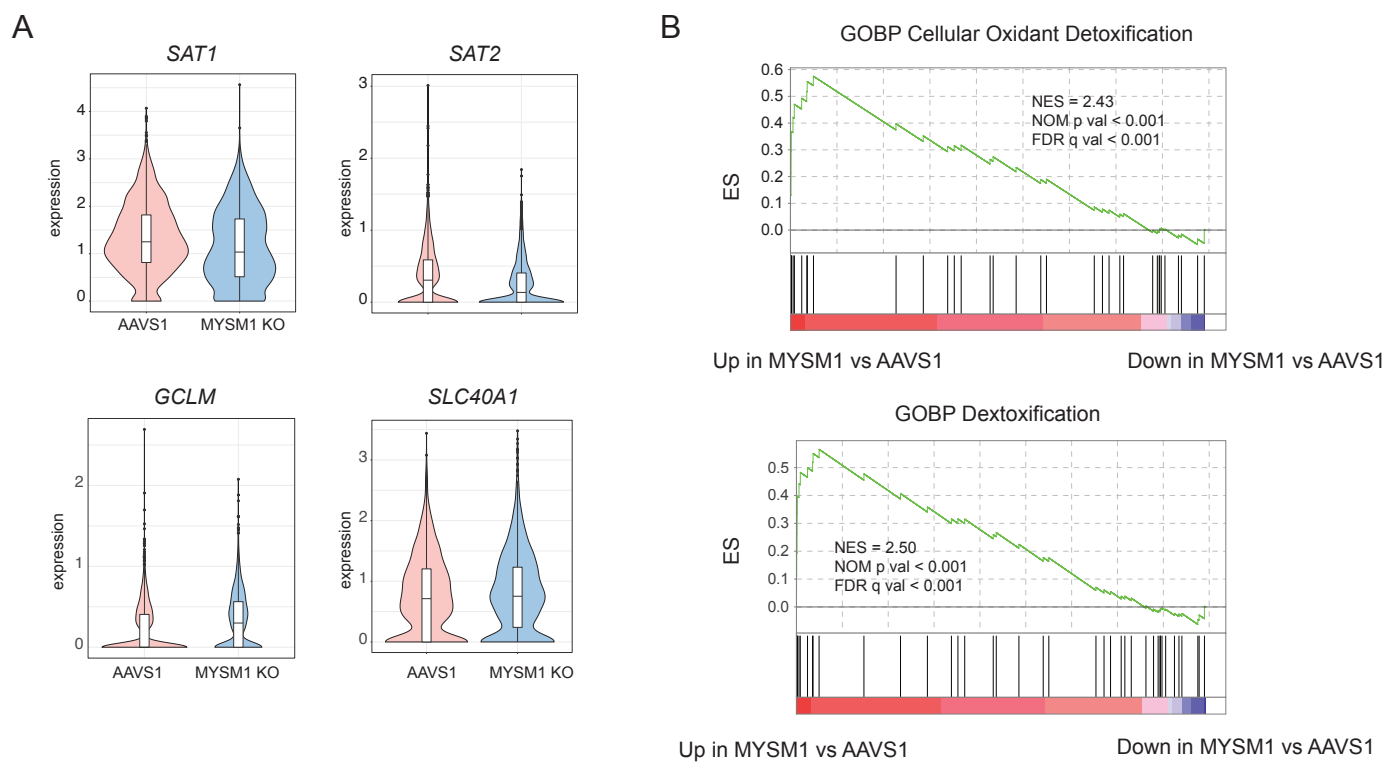 A
SAT1
expression
4
3
2
1
0
AAVS1
MYSM1 KO
SAT2
3
2
1
0
GCLM
expression
2
1
0
AAVS1
MYSM1 KO
SLC40A1
3
2
1
0
AAVS1
MYSM1 KO
B
GOBP Cellular Oxidant Detoxification
ES
0.6
0.5
0.4
0.3
0.2
0.1
0.0
NES = 2.43
NOM p val < 0.001
FDR q val < 0.001
Up in MYSM1 vs AAVS1
Down in MYSM1 vs AAVS1
GOBP Dextoxification
ES
0.5
0.4
0.3
0.2
0.1
0.0
NES = 2.50
NOM p val < 0.001
FDR q val < 0.001
Up in MYSM1 vs AAVS1
Down in MYSM1 vs AAVS1